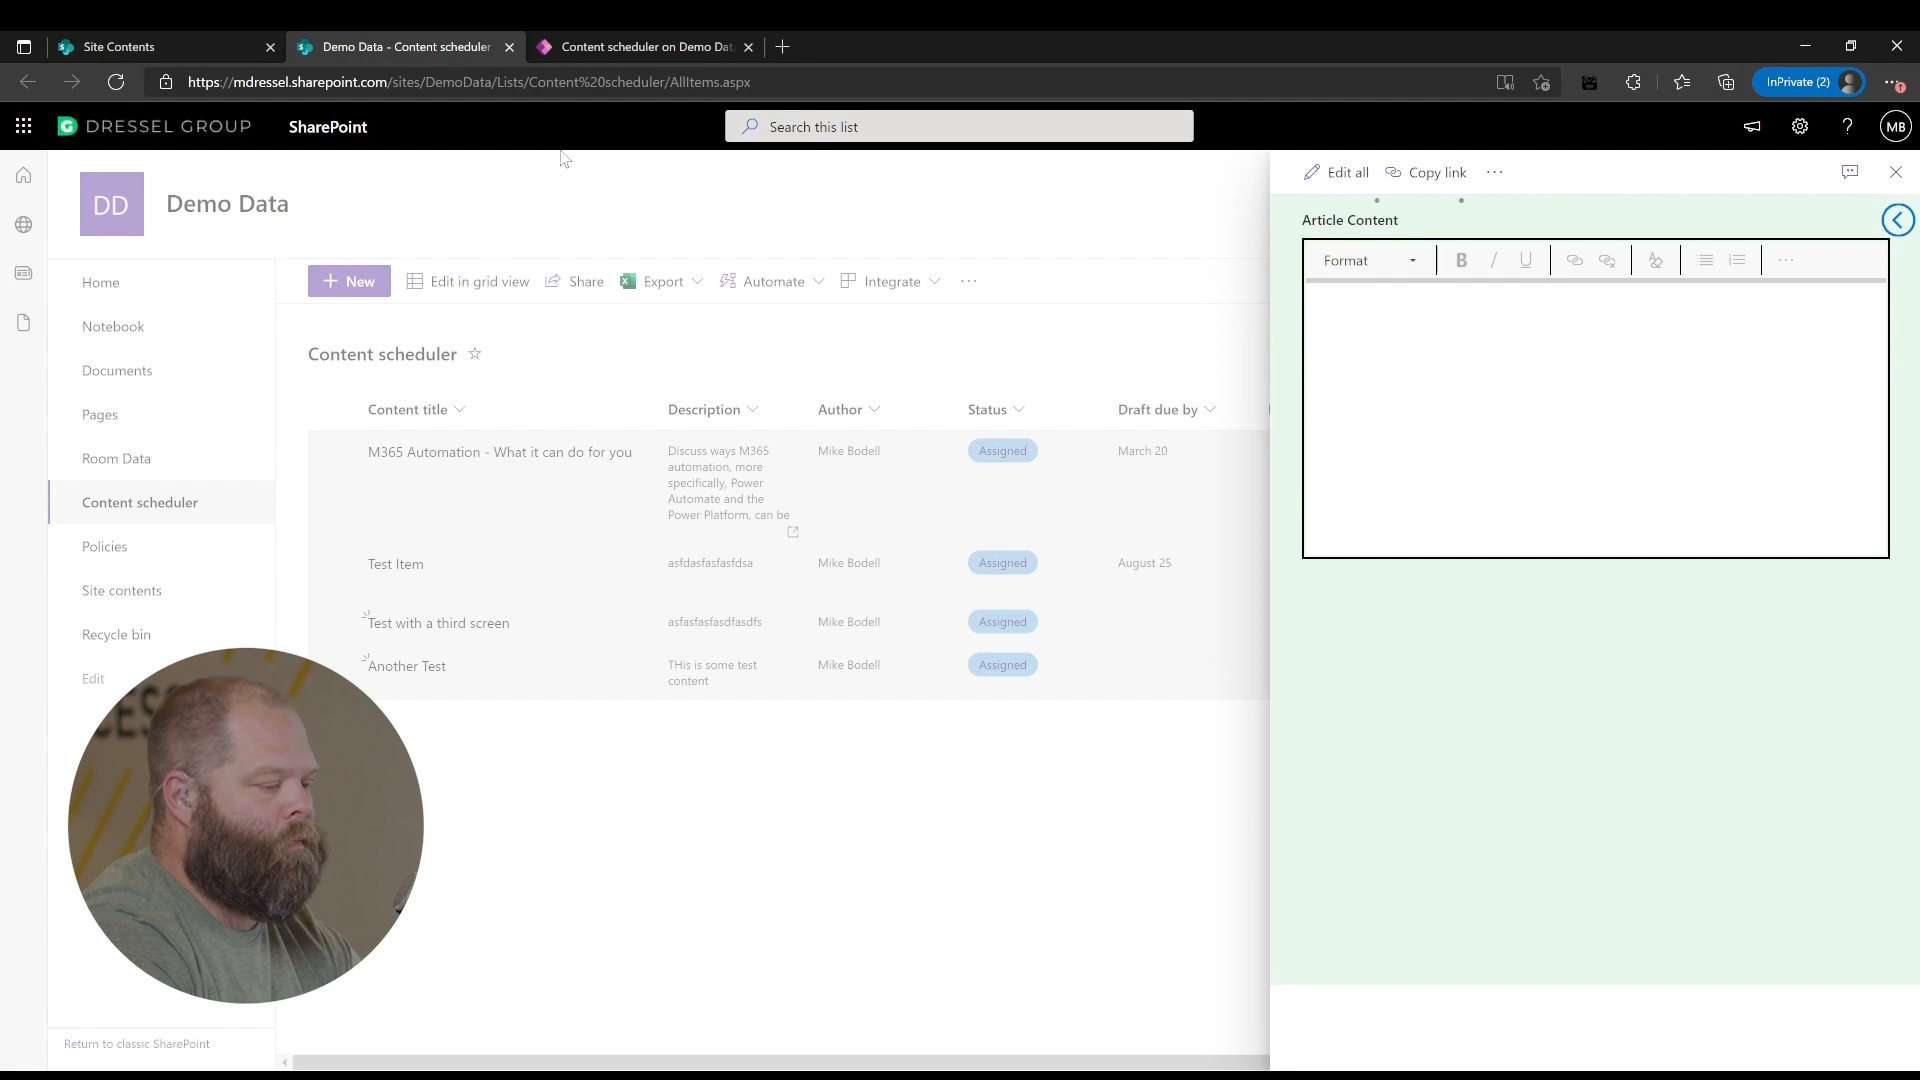 Site Contents
Demo Data - Content scheduler
Content scheduler on Demo Dat
https://mdressel.sharepoint.com/sites/DemoData/Lists/Content%20scheduler/AllItems.aspx
InPrivate (2)
DRESSEL GROUP
SharePoint
Search this list
MB
DD
Demo Data
Edit all
Copy link
Article Content
Format
B
I
U
Home
Notebook
Documents
Pages
Room Data
Content scheduler
Policies
Site contents
Recycle bin
Edit
Return to classic SharePoint
New
Edit in grid view
Share
Export
Automate
Integrate
Content scheduler
Content title
Description
Author
Status
Draft due by
M365 Automation - What it can do for you
Discuss ways M365
automation, more
specifically, Power
Automate and the
Power Platform, can be
Mike Bodell
Assigned
March 20
Test Item
asfdasfasfasfdsa
Mike Bodell
Assigned
August 25
Test with a third screen
asfasfasfasdfasdfs
Mike Bodell
Assigned
Another Test
THis is some test
content
Mike Bodell
Assigned